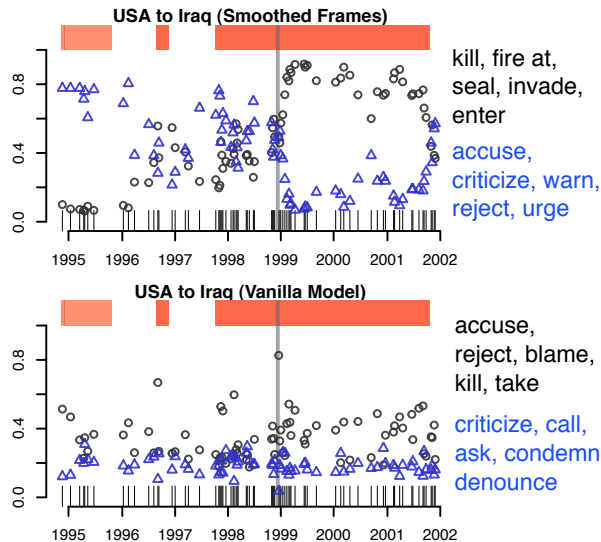 USA to Iraq (Smoothed Frames)
0.8
0.4
0.0
1995 1996 1997 1998 1999 2000 2001 2002
kill, fire at,
seal, invade,
enter
accuse,
criticize, warn,
reject, urge
USA to Iraq (Vanilla Model)
0.8
0.4
0.0
1995 1996 1997 1998 1999 2000 2001 2002
accuse,
reject, blame,
kill, take
criticize, call,
ask, condemn
denounce